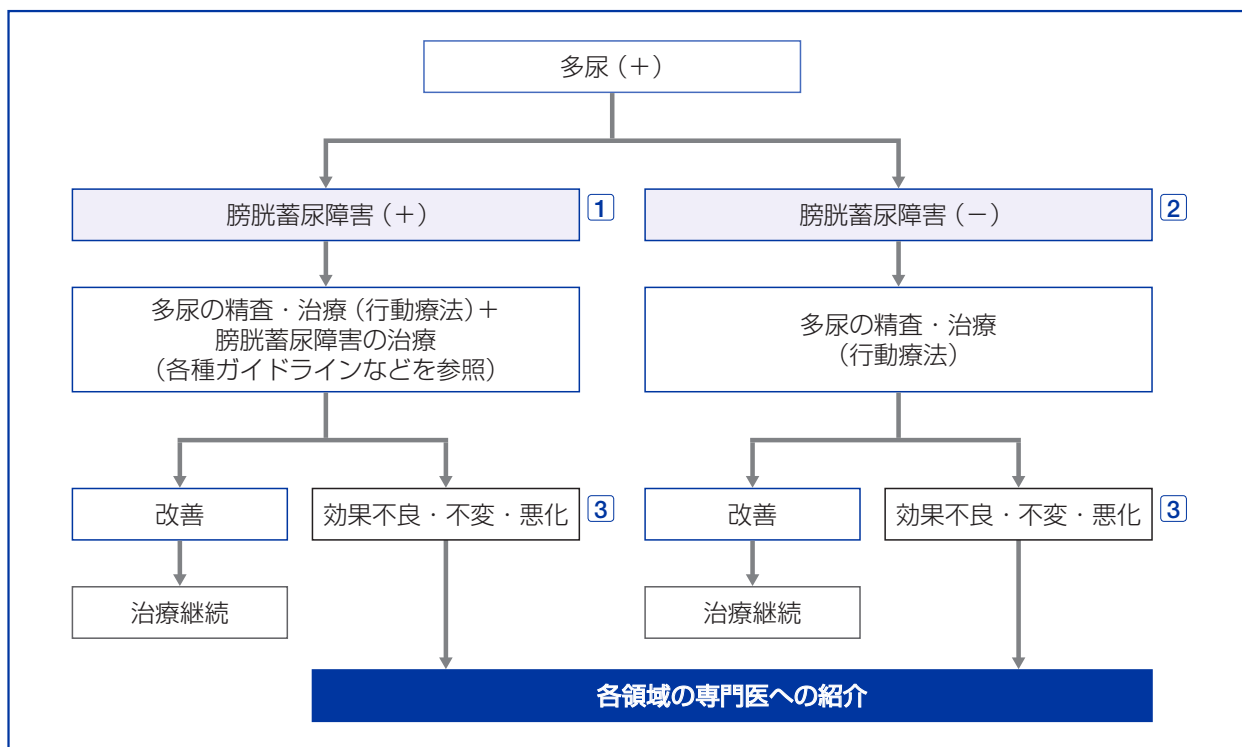 多尿（＋）
膀胱蓄尿障害（＋）
1
膀胱蓄尿障害（－）
2
多尿の精査・治療（行動療法）＋
膀胱蓄尿障害の治療
（各種ガイドラインなどを参照）
多尿の精査・治療
（行動療法）
改善
効果不良・不変・悪化
3
改善
効果不良・不変・悪化
3
治療継続
治療継続
各領域の専門医への紹介